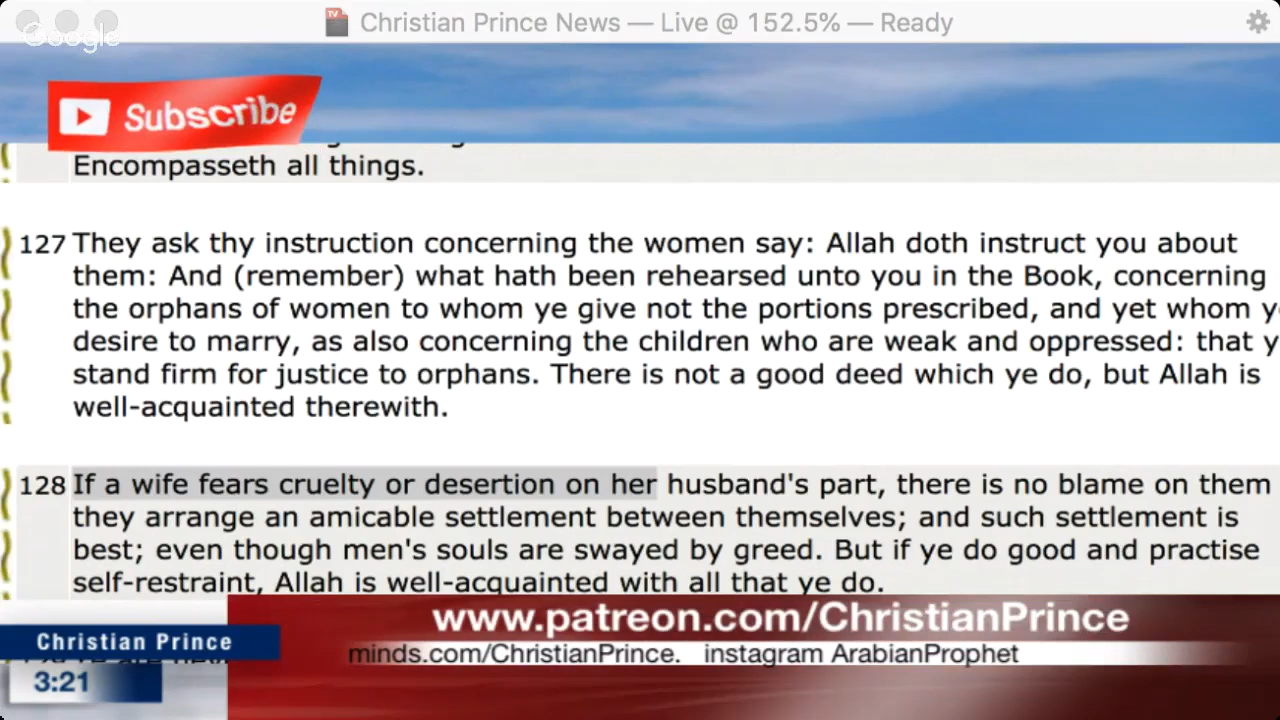 Christian Prince News — Live @ 152.5% — Ready
Google
Subscribe
Encompasseth all things.
127 They ask thy instruction concerning the women say: Allah doth instruct you about
them: And (remember) what hath been rehearsed unto you in the Book, concerning
the orphans of women to whom ye give not the portions prescribed, and yet whom
desire to marry, as also concerning the children who are weak and oppressed: that
stand firm for justice to orphans. There is not a good deed which ye do, but Allah is
well-acquainted therewith.
128 If a wife fears cruelty or desertion on her husband's part, there is no blame on them
they arrange an amicable settlement between themselves; and such settlement is
best; even though men's souls are swayed by greed. But if ye do good and practise
self-restraint, Allah is well-acquainted with all that ye do.
www.patreon.com/ChristianPrince
Christian Prince
minds.com/ChristianPrince. instagram ArabianProphet
3:21